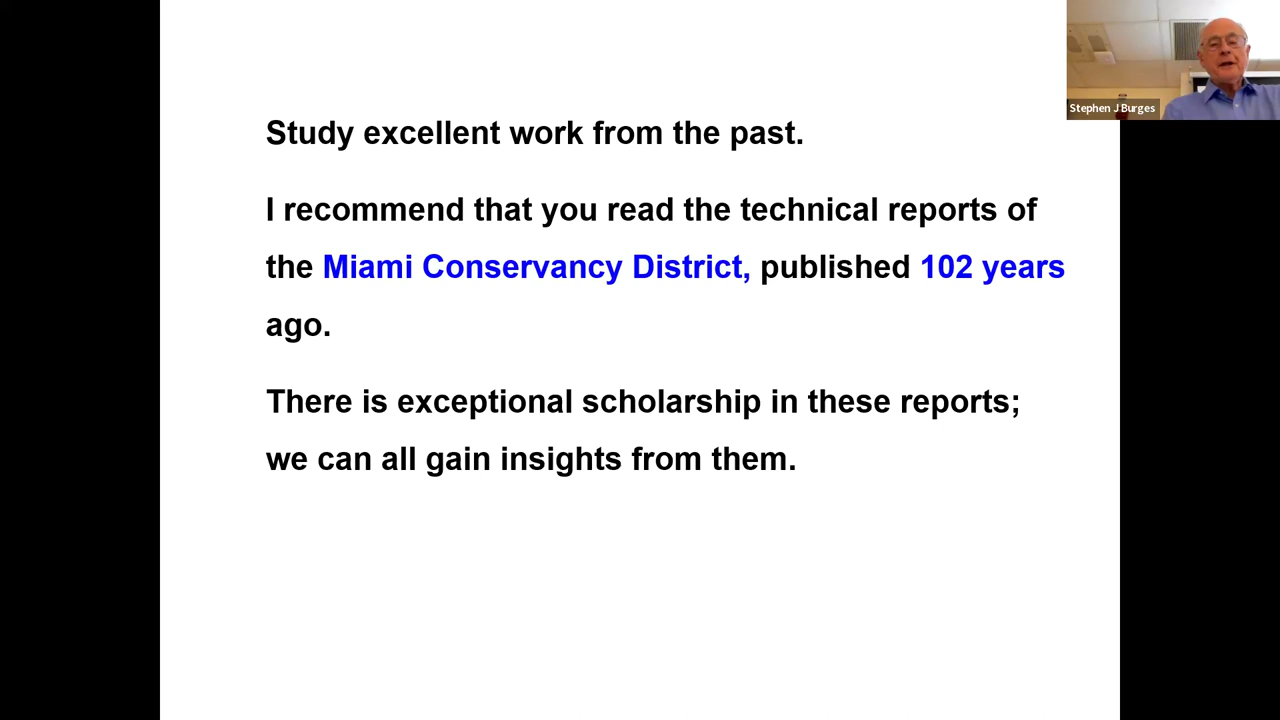 Stephen J Burges
Study excellent work from the past.
I recommend that you read the technical reports of
the Miami Conservancy District, published 102 years
ago.
There is exceptional scholarship in these reports;
we can all gain insights from them.